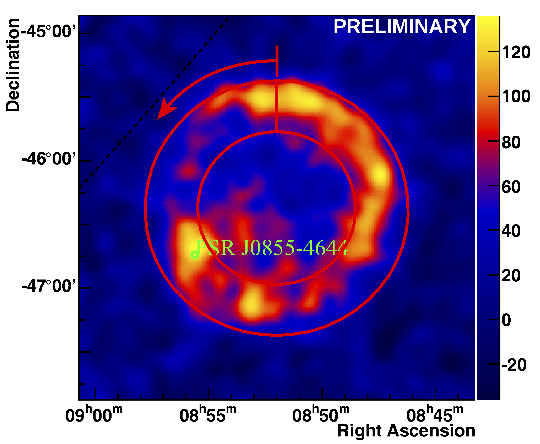 PRELIMINARY
Declination
-45°00'
-46°00'
-47°00'
PSR J0855-4644
120
100
80
60
40
20
0
-20
09h00m
08h55m
08h50m
08h45m
Right Ascension